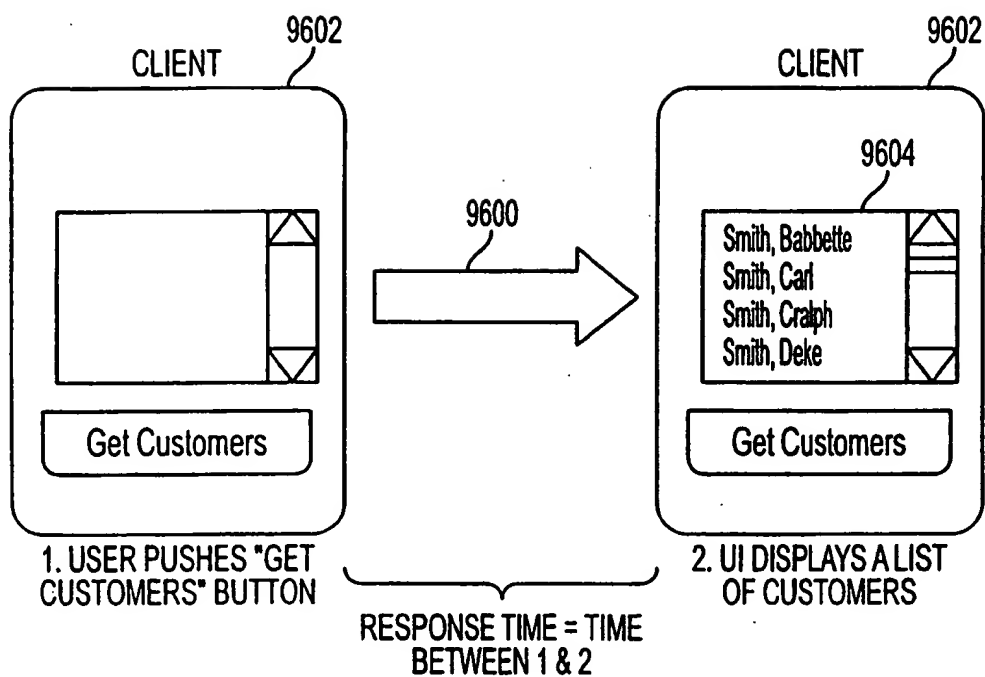 9602
CLIENT
Get Customers
1. USER PUSHES "GET
CUSTOMERS" BUTTON
9600
RESPONSE TIME = TIME
BETWEEN 1 & 2
9602
CLIENT
9604
Smith, Babbette
Smith, Carl
Smith, Cralph
Smith, Deke
Get Customers
2. UI DISPLAYS A LIST
OF CUSTOMERS